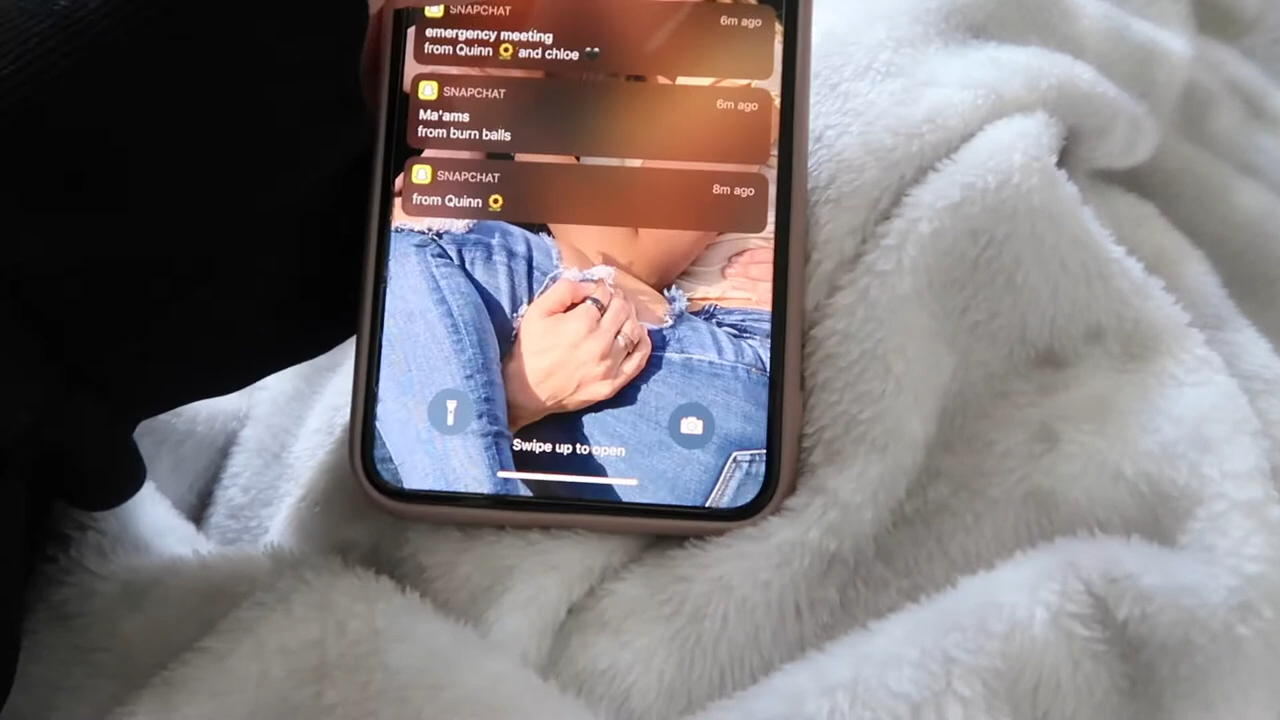 SNAPCHAT
6m ago
emergency meeting
from Quinn 🌻 and chloe 🖤
SNAPCHAT
6m ago
Ma'ams
from burn balls
SNAPCHAT
8m ago
from Quinn 🌻
Swipe up to open